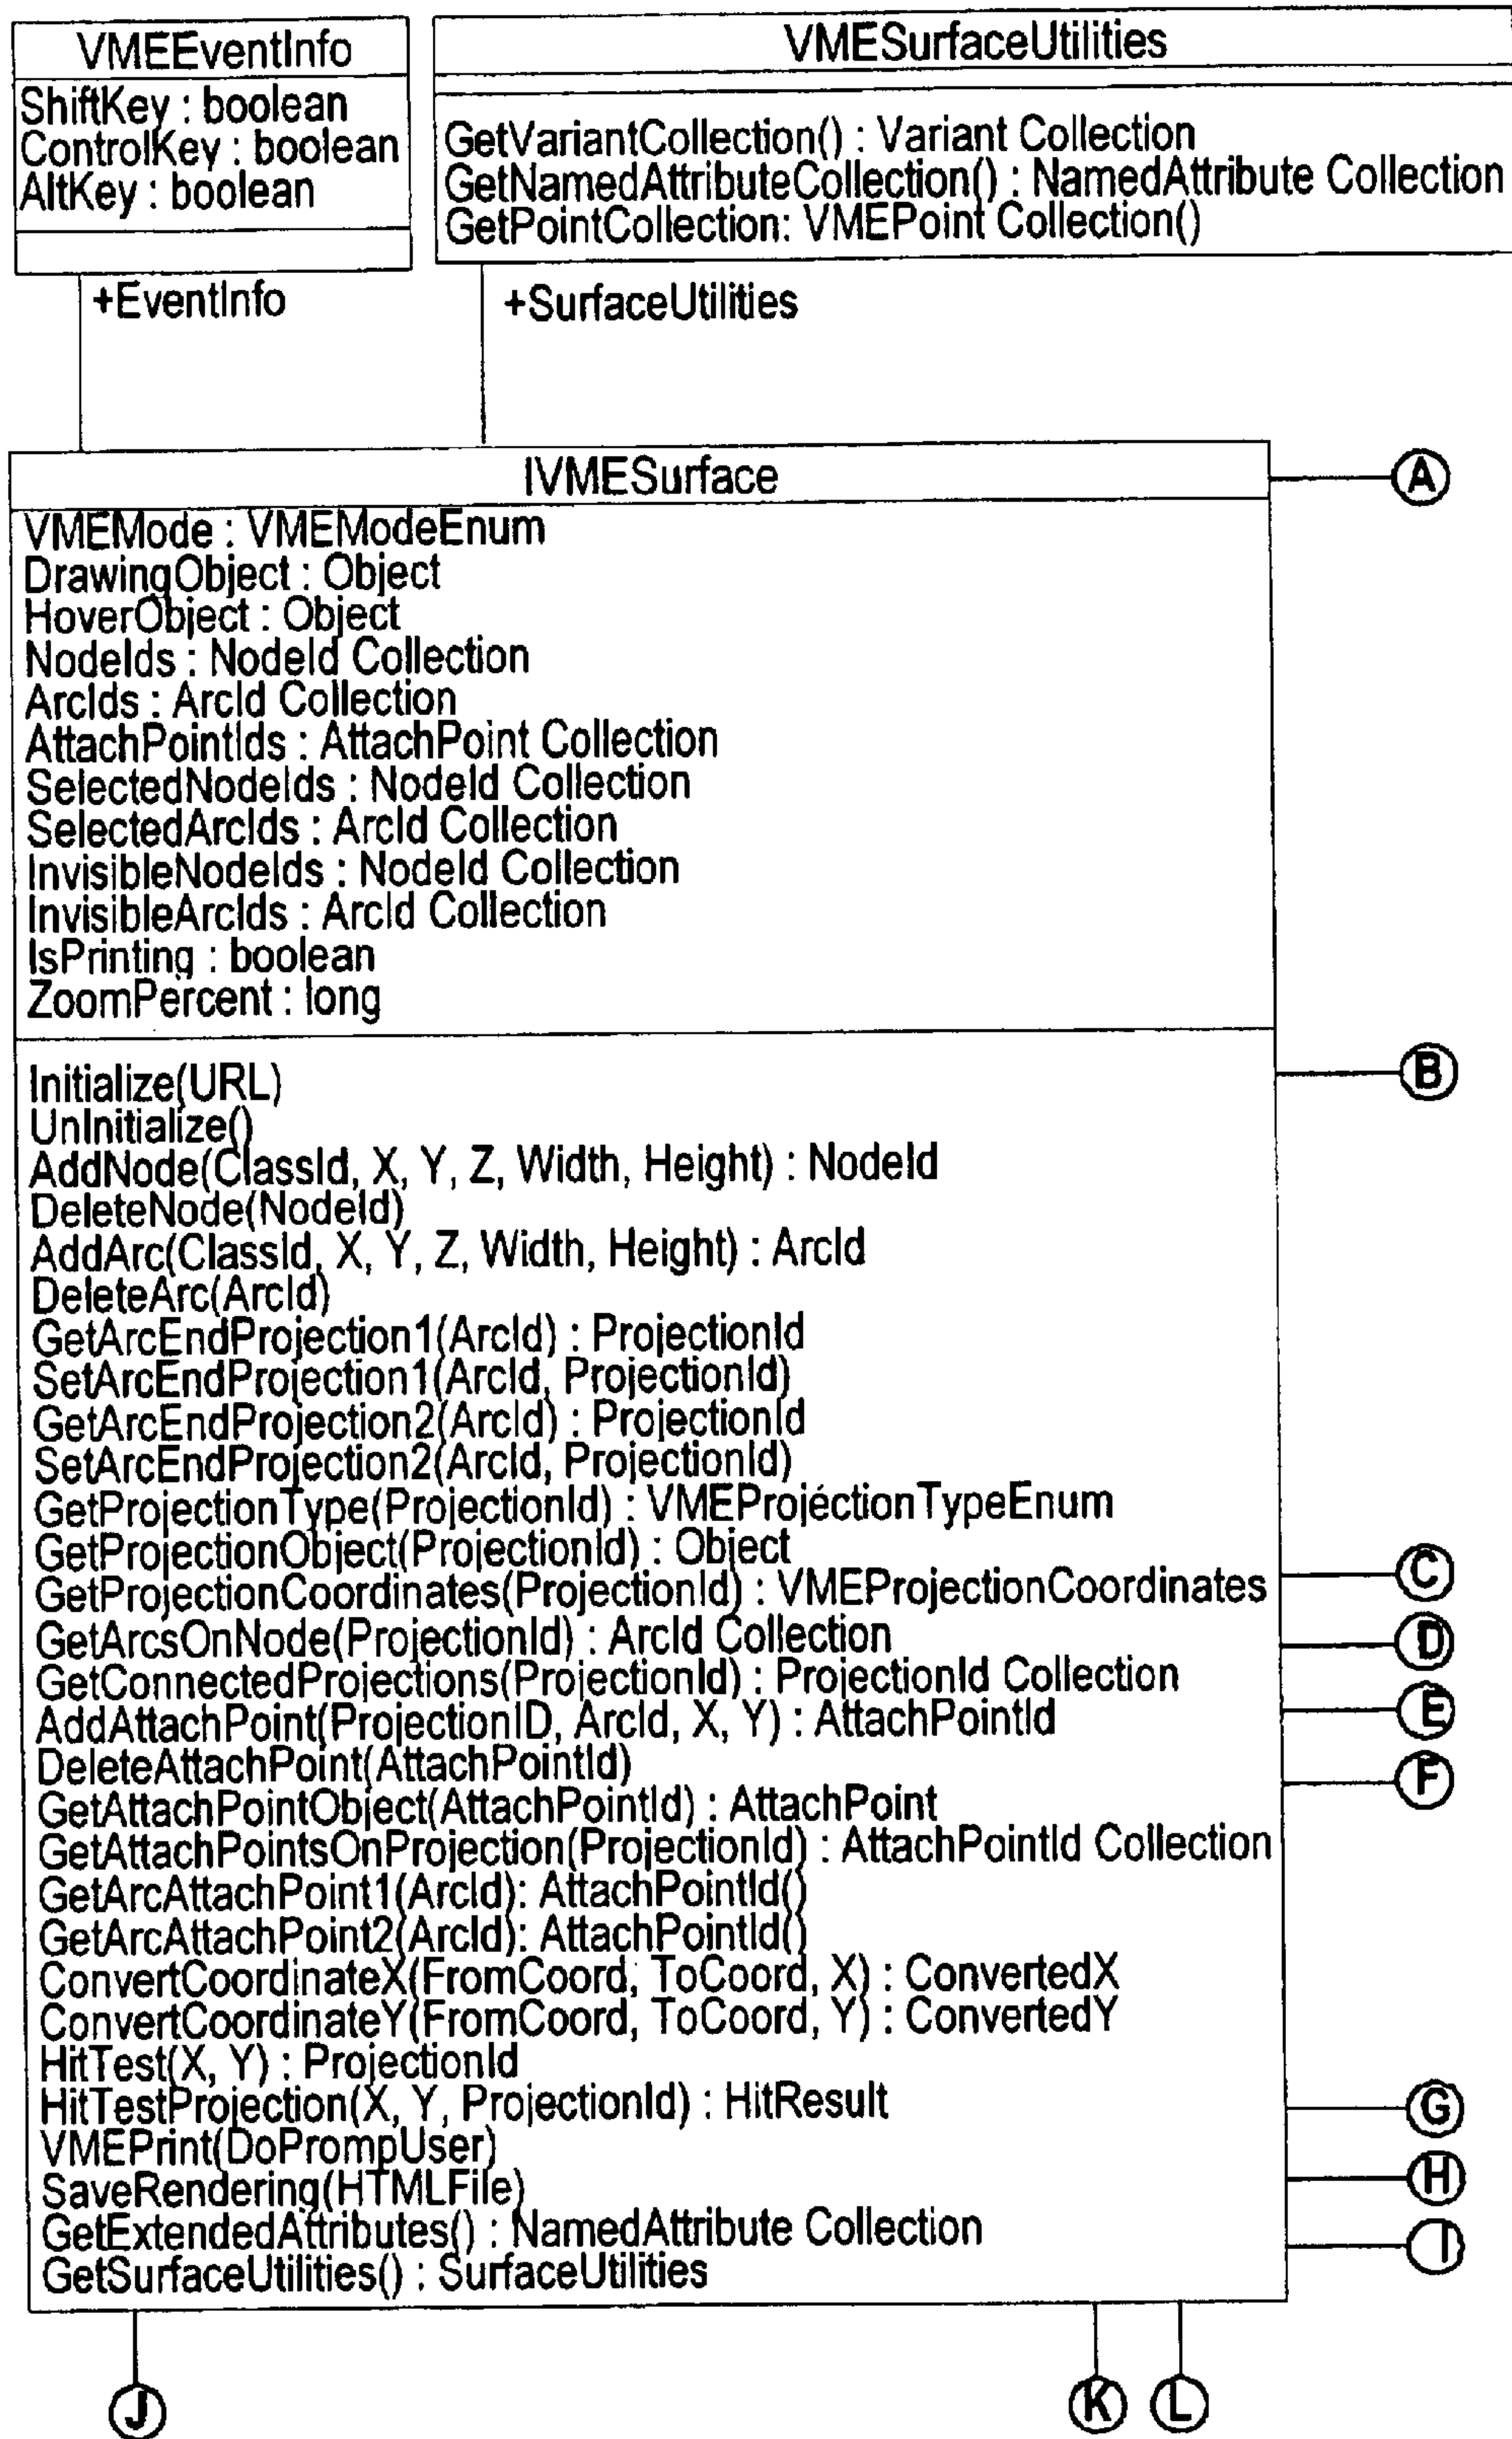 VMEEventInfo
ShiftKey : boolean
ControlKey : boolean
AltKey : boolean
VMESurfaceUtilities
GetVariantCollection() : Variant Collection
GetNamedAttributeCollection() : NamedAttribute Collection
GetPointCollection: VMEPoint Collection()
+EventInfo
+SurfaceUtilities
IVMESurface
A
VMEMode : VMEModeEnum
DrawingObject : Object
HoverObject : Object
NodeIds : NodeId Collection
ArcIds : ArcId Collection
AttachPointIds : AttachPoint Collection
SelectedNodeIds : NodeId Collection
SelectedArcIds : ArcId Collection
InvisibleNodeIds : NodeId Collection
InvisibleArcIds : ArcId Collection
IsPrinting : boolean
ZoomPercent : long
Initialize(URL)
B
UnInitialize()
AddNode(ClassId, X, Y, Z, Width, Height) : NodeId
DeleteNode(NodeId)
AddArc(ClassId, X, Y, Z, Width, Height) : ArcId
DeleteArc(ArcId)
GetArcEndProjection1(ArcId) : ProjectionId
SetArcEndProjection1(ArcId, ProjectionId)
GetArcEndProjection2(ArcId) : ProjectionId
SetArcEndProjection2(ArcId, ProjectionId)
GetProjectionType(ProjectionId) : VMEProjectionTypeEnum
GetProjectionObject(ProjectionId) : Object
GetProjectionCoordinates(ProjectionId) : VMEProjectionCoordinates
C
GetArcsOnNode(ProjectionId) : ArcId Collection
D
GetConnectedProjections(ProjectionId) : ProjectionId Collection
AddAttachPoint(ProjectionID, ArcId, X, Y) : AttachPointId
E
DeleteAttachPoint(AttachPointId)
F
GetAttachPointObject(AttachPointId) : AttachPoint
GetAttachPointsOnProjection(ProjectionId) : AttachPointId Collection
GetArcAttachPoint1(ArcId): AttachPointId()
GetArcAttachPoint2(ArcId): AttachPointId()
ConvertCoordinateX(FromCoord, ToCoord, X) : ConvertedX
ConvertCoordinateY(FromCoord, ToCoord, Y) : ConvertedY
HitTest(X, Y) : ProjectionId
HitTestProjection(X, Y, ProjectionId) : HitResult
G
VMEPrint(DoPrompUser)
SaveRendering(HTMLFile)
H
GetExtendedAttributes() : NamedAttribute Collection
I
GetSurfaceUtilities() : SurfaceUtilities
J
K
L